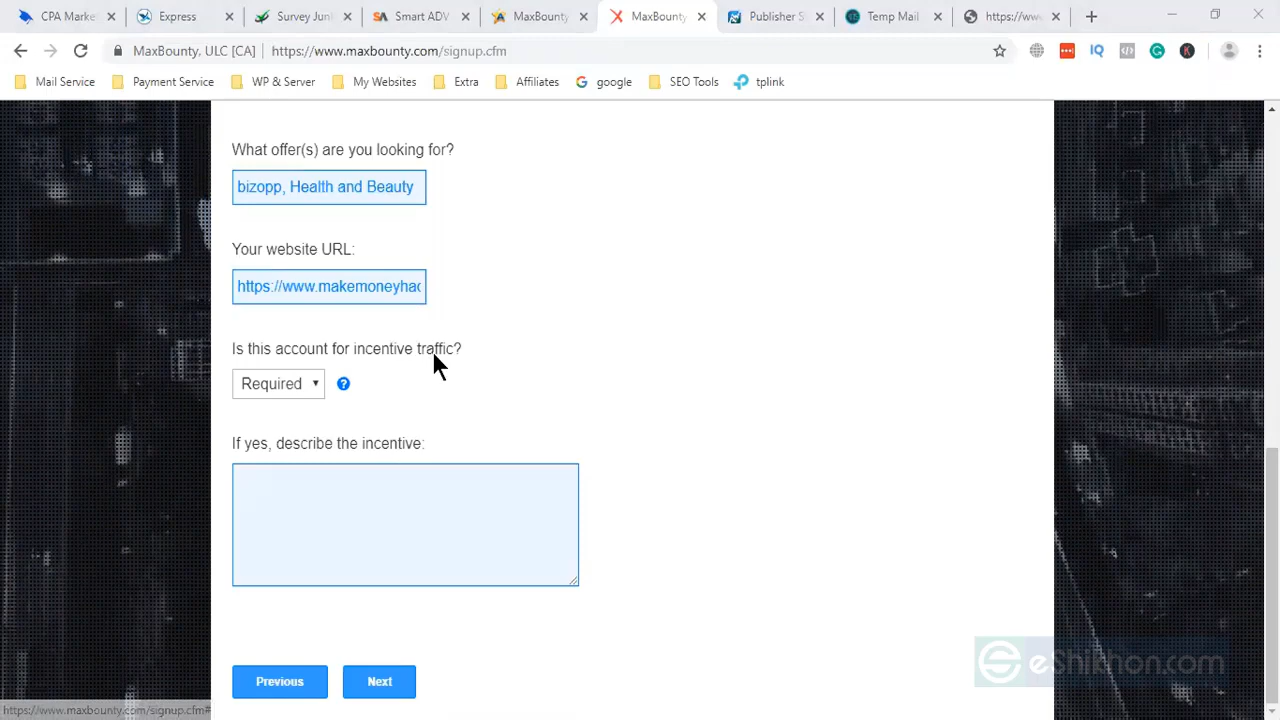 CPA Market
Express
Survey Jun
Smart ADV
MaxBounty
MaxBounty
Publisher S
Temp Mail
https://ww
MaxBounty, ULC [CA]
https://www.maxbounty.com/signup.cfm
Mail Service
Payment Service
WP & Server
My Websites
Extra
Affiliates
google
SEO Tools
tplink
What offer(s) are you looking for?
bizopp, Health and Beauty
Your website URL:
https://www.makemoneyhac
Is this account for incentive traffic?
Required
If yes, describe the incentive:
Previous
Next
eShikhon.com
https://www.maxbounty.com/signup.cfm#